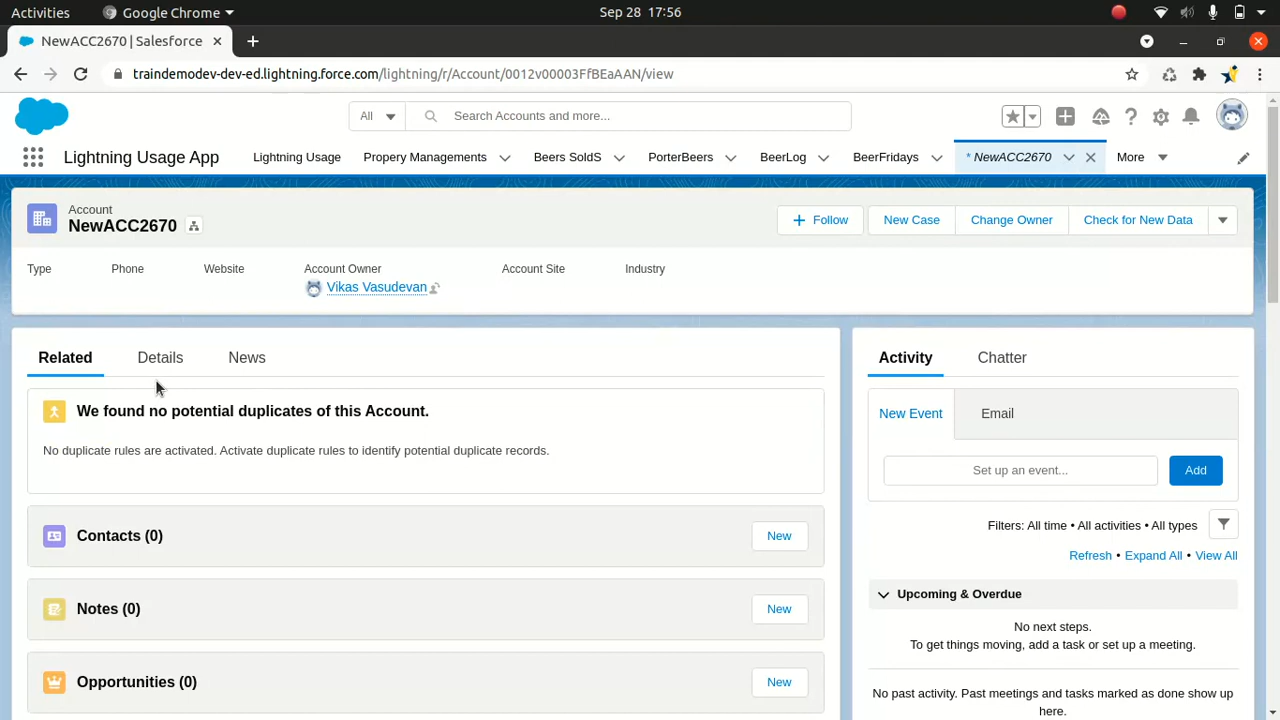 Activities Google Chrome Sep 28 17:56
NewACC2670 | Salesforce
traindemodev-dev-ed.lightning.force.com/lightning/r/Account/0012v00003FfBEaAAN/view
All Search Accounts and more...
Lightning Usage App Lightning Usage Propery Managements Beers SoldS PorterBeers BeerLog BeerFridays * NewACC2670 More
Account
NewACC2670
Follow New Case Change Owner Check for New Data
Type Phone Website Account Owner Account Site Industry
Vikas Vasudevan
Related Details News
We found no potential duplicates of this Account.
No duplicate rules are activated. Activate duplicate rules to identify potential duplicate records.
Contacts (0) New
Notes (0) New
Opportunities (0) New
Activity Chatter
New Event Email
Set up an event... Add
Filters: All time • All activities • All types
Refresh • Expand All • View All
Upcoming & Overdue
No next steps.
To get things moving, add a task or set up a meeting.
No past activity. Past meetings and tasks marked as done show up
here.